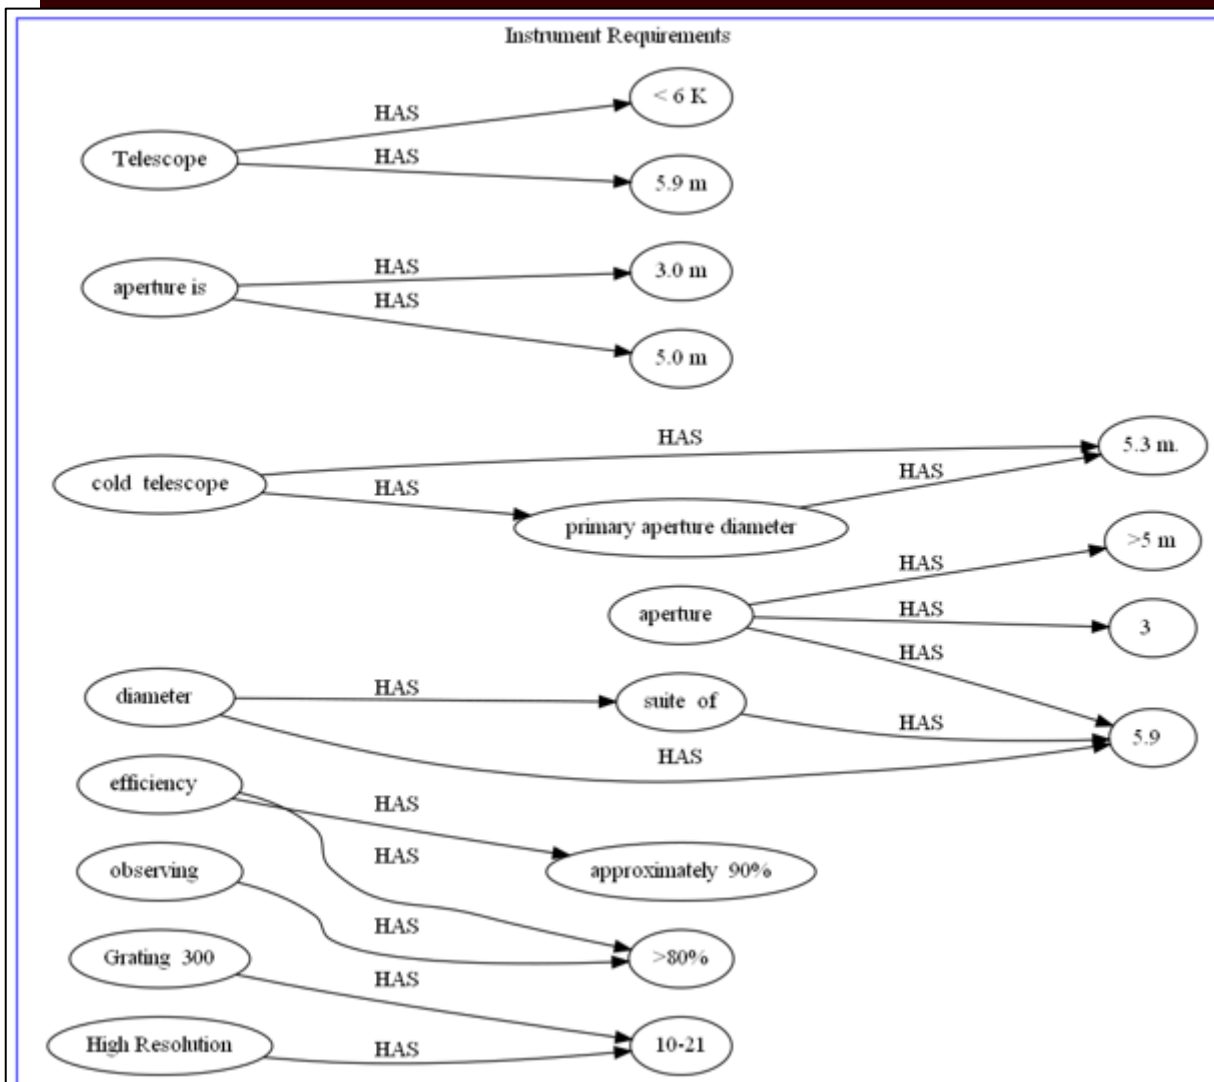 Instrument Requirements
HAS
< 6 K
Telescope
HAS
5.9 m
HAS
3.0 m
aperture is
HAS
5.0 m
HAS
5.3 m.
cold telescope
HAS
HAS
primary aperture diameter
>5 m
HAS
aperture
HAS
3
HAS
diameter
HAS
suite of
HAS
5.9
HAS
efficiency
HAS
HAS
approximately 90%
observing
HAS
>80%
Grating 300
HAS
High Resolution
HAS
10-21